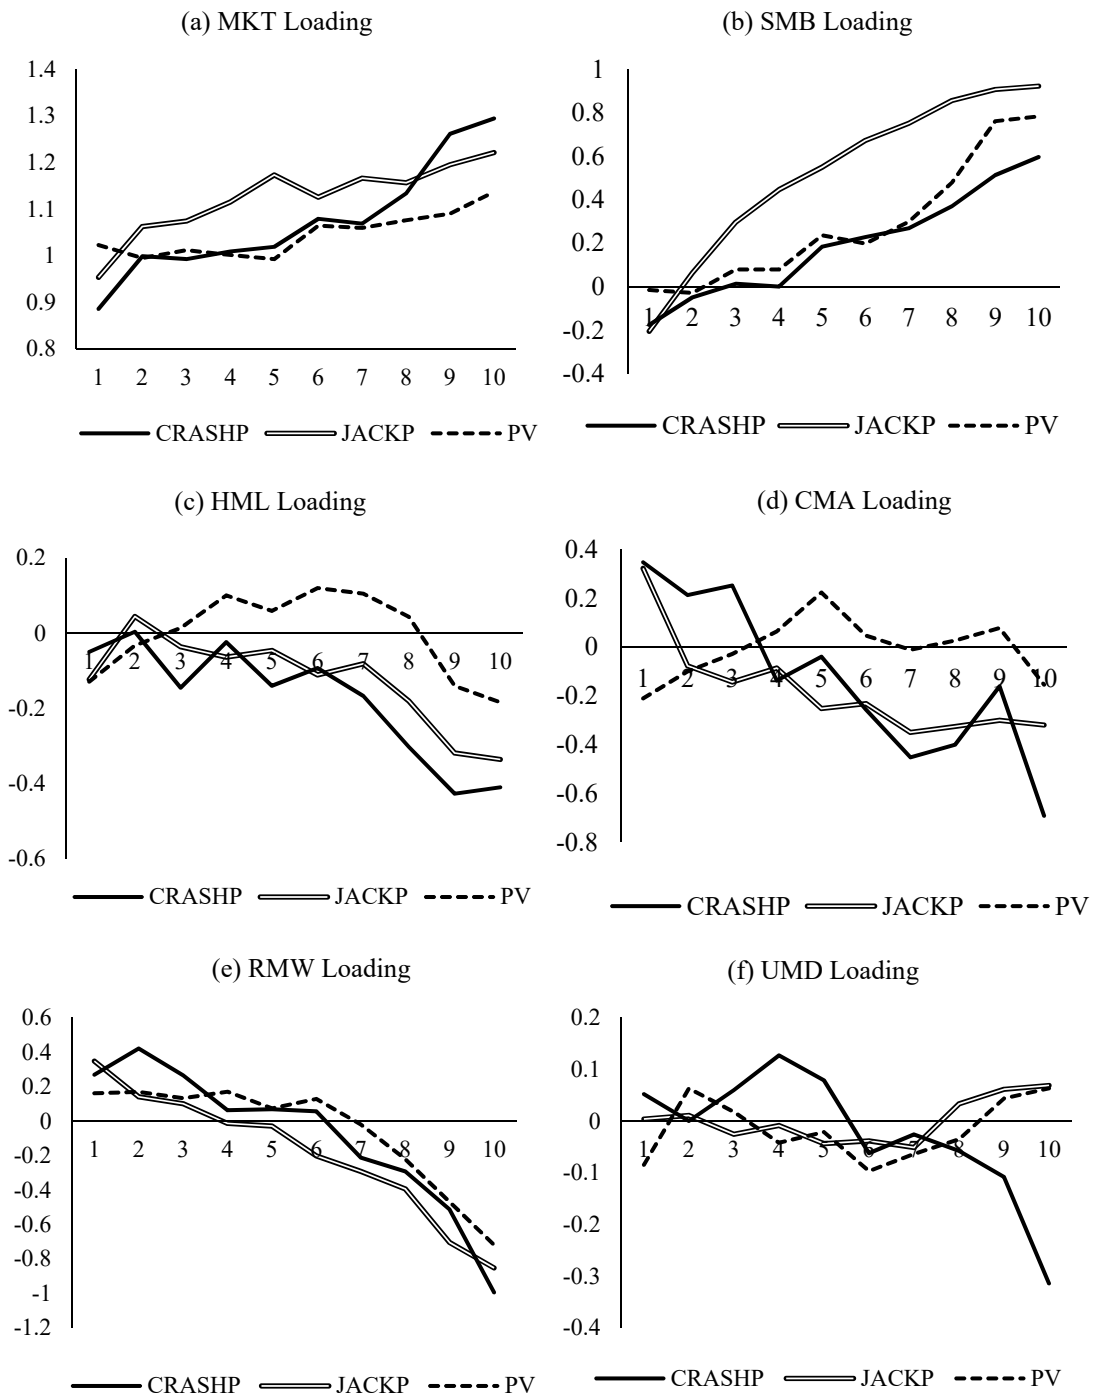 (a) MKT Loading
1.4
1.3
1.2
1.1
1
0.9
0.8
1 2 3 4 5 6 7 8 9 10
CRASHP JACKP PV
(b) SMB Loading
1
0.8
0.6
0.4
0.2
0
-0.2
-0.4
1 2 3 4 5 6 7 8 9 10
CRASHP JACKP PV
(c) HML Loading
0.2
0
-0.2
-0.4
-0.6
1 2 3 4 5 6 7 8 9 10
CRASHP JACKP PV
(d) CMA Loading
0.4
0.2
0
-0.2
-0.4
-0.6
-0.8
1 2 3 4 5 6 7 8 9 10
CRASHP JACKP PV
(e) RMW Loading
0.6
0.4
0.2
0
-0.2
-0.4
-0.6
-0.8
-1
-1.2
1 2 3 4 5 6 7 8 9 10
CRASHP JACKP PV
(f) UMD Loading
0.2
0.1
0
-0.1
-0.2
-0.3
-0.4
1 2 3 4 5 6 7 8 9 10
CRASHP JACKP PV